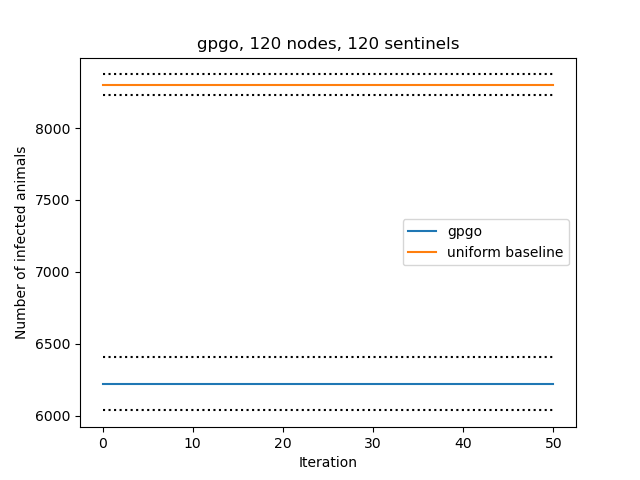 gpgo, 120 nodes, 120 sentinels
Number of infected animals
8000
7500
7000
6500
6000
gpgo
uniform baseline
0 10 20 30 40 50
Iteration